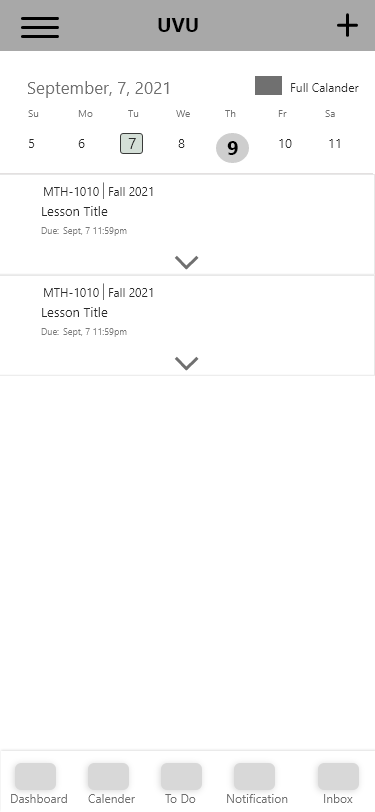 UVU
September, 7, 2021
Full Calander
Su Mo Tu We Th Fr Sa
5 6 7 8 9 10 11
MTH-1010 | Fall 2021
Lesson Title
Due: Sept, 7 11:59pm
MTH-1010 | Fall 2021
Lesson Title
Due: Sept, 7 11:59pm
Dashboard Calender To Do Notification Inbox